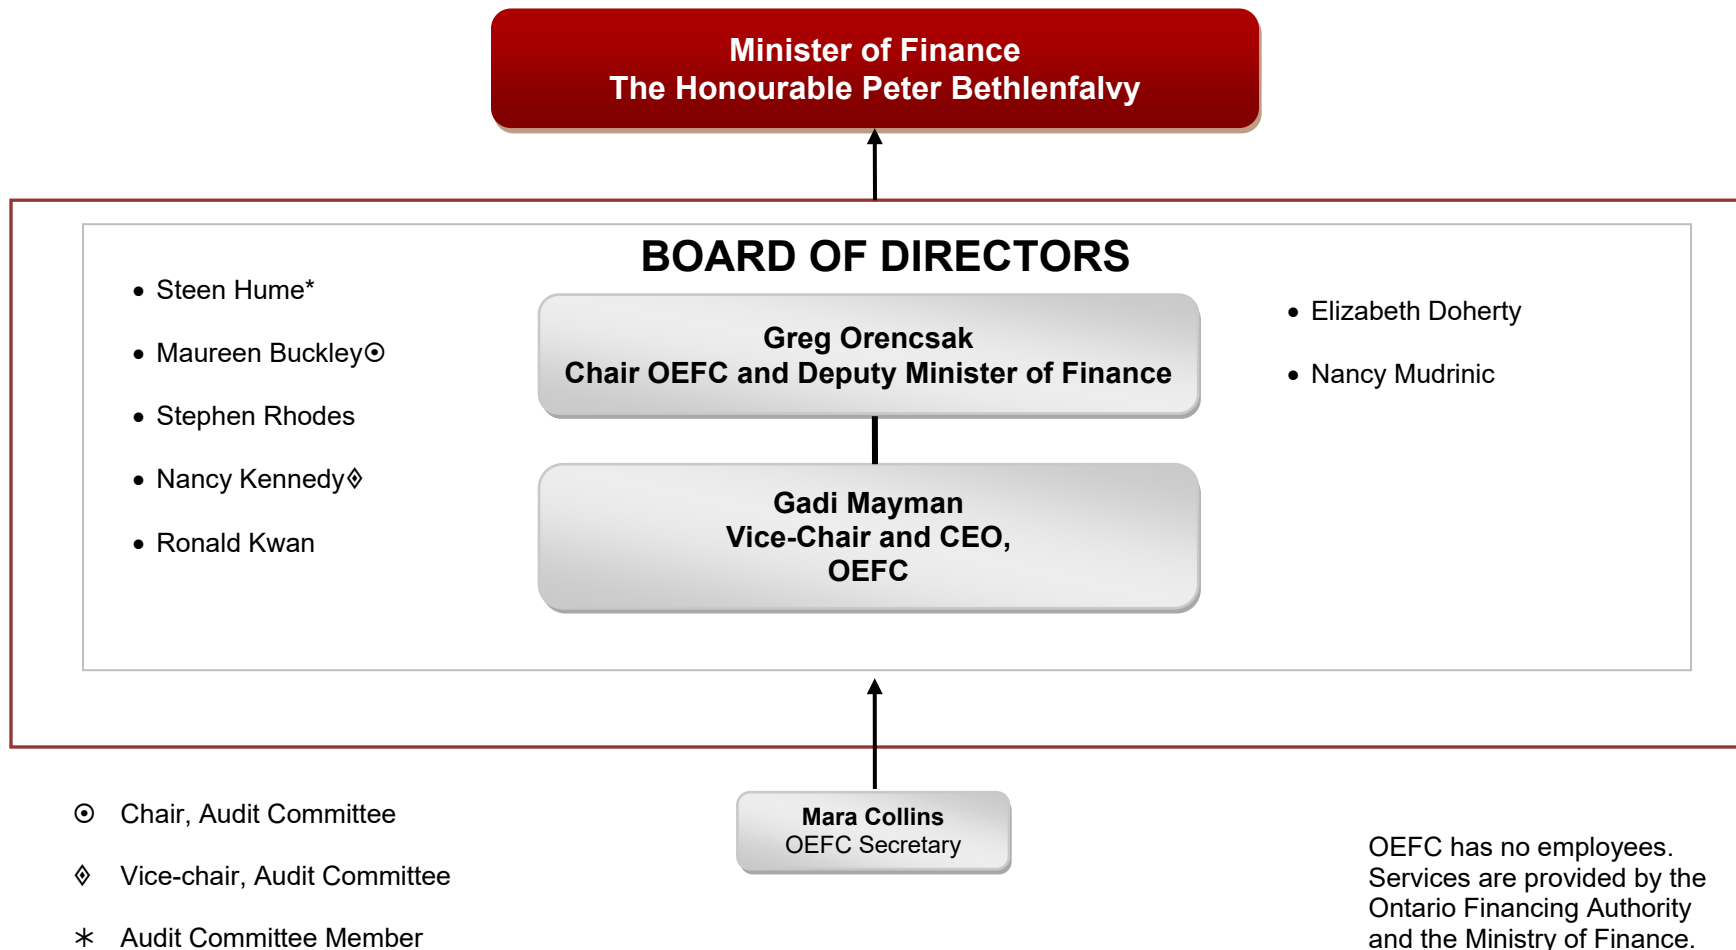 Minister of Finance
The Honourable Peter Bethlenfalvy
BOARD OF DIRECTORS
• Steen Hume*
• Maureen Buckley☉
• Stephen Rhodes
• Nancy Kennedy⟐
• Ronald Kwan
Greg Orencsak
Chair OEFC and Deputy Minister of Finance
Gadi Mayman
Vice-Chair and CEO,
OEFC
• Elizabeth Doherty
• Nancy Mudrinic
☉ Chair, Audit Committee
⟐ Vice-chair, Audit Committee
* Audit Committee Member
Mara Collins
OEFC Secretary
OEFC has no employees.
Services are provided by the
Ontario Financing Authority
and the Ministry of Finance.